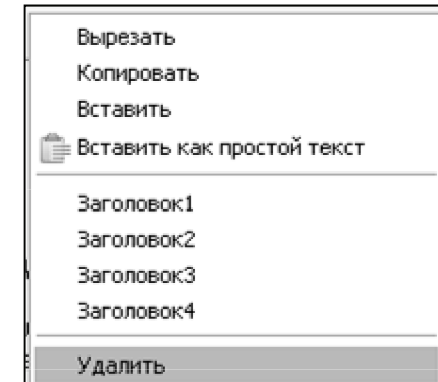 Вырезать
Копировать
Вставить
Вставить как простой текст
Заголовок1
Заголовок2
Заголовок3
Заголовок4
Удалить